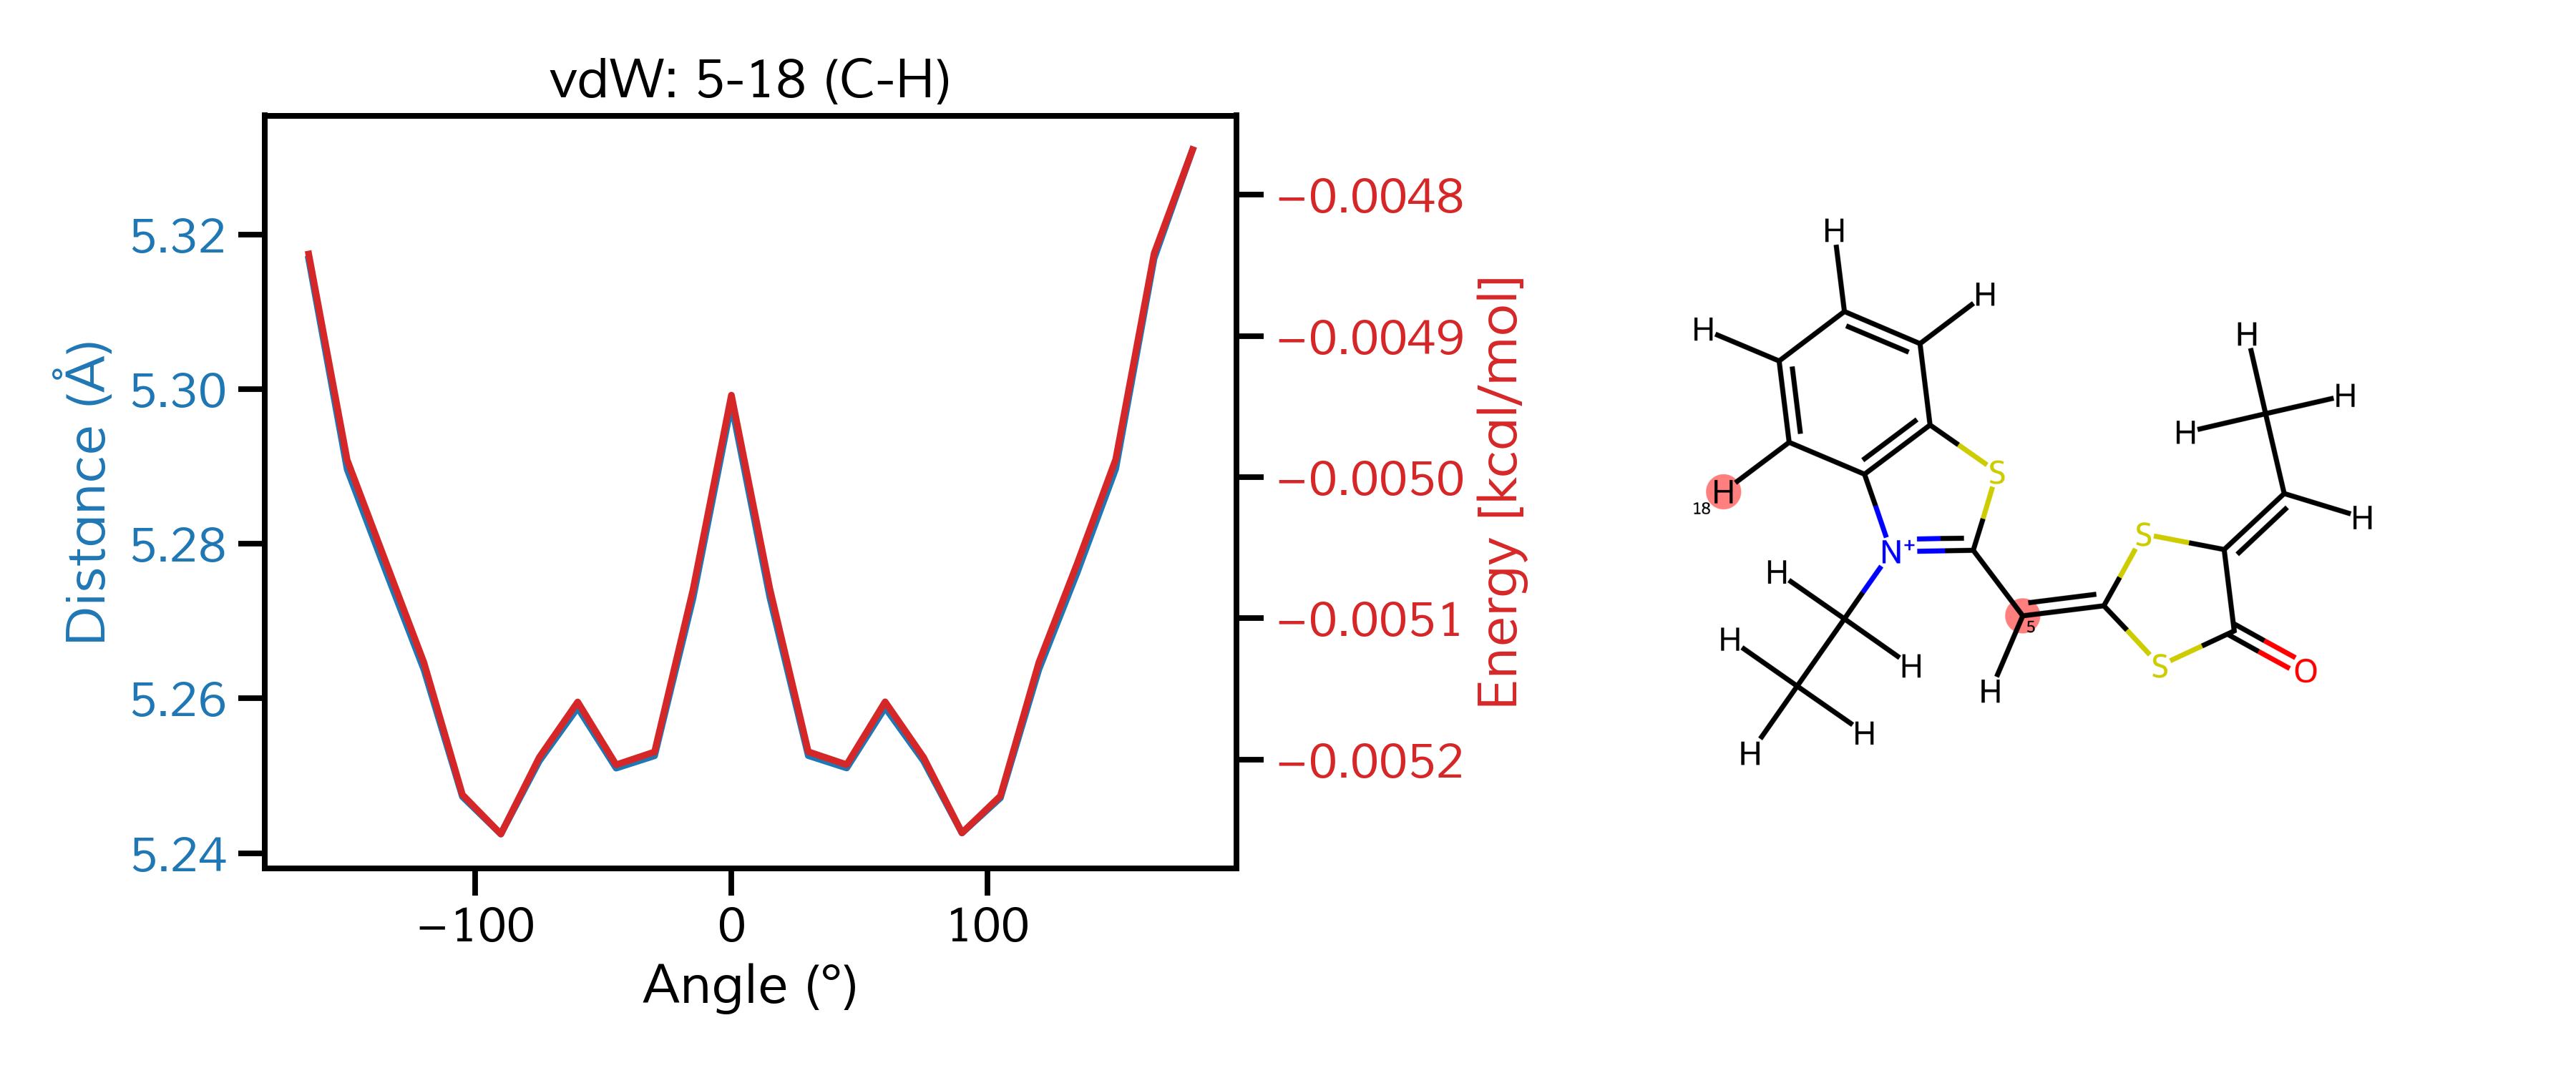 vdW: 5-18 (C-H)
5.32
5.30
5.28
5.26
5.24
Distance (Å)
−100
0
100
Angle (°)
−0.0048
−0.0049
−0.0050
−0.0051
−0.0052
Energy [kcal/mol]
H
H
H
H
18
S
N+
H
H
H
H
H
H
5
S
S
O
H
H
H
H